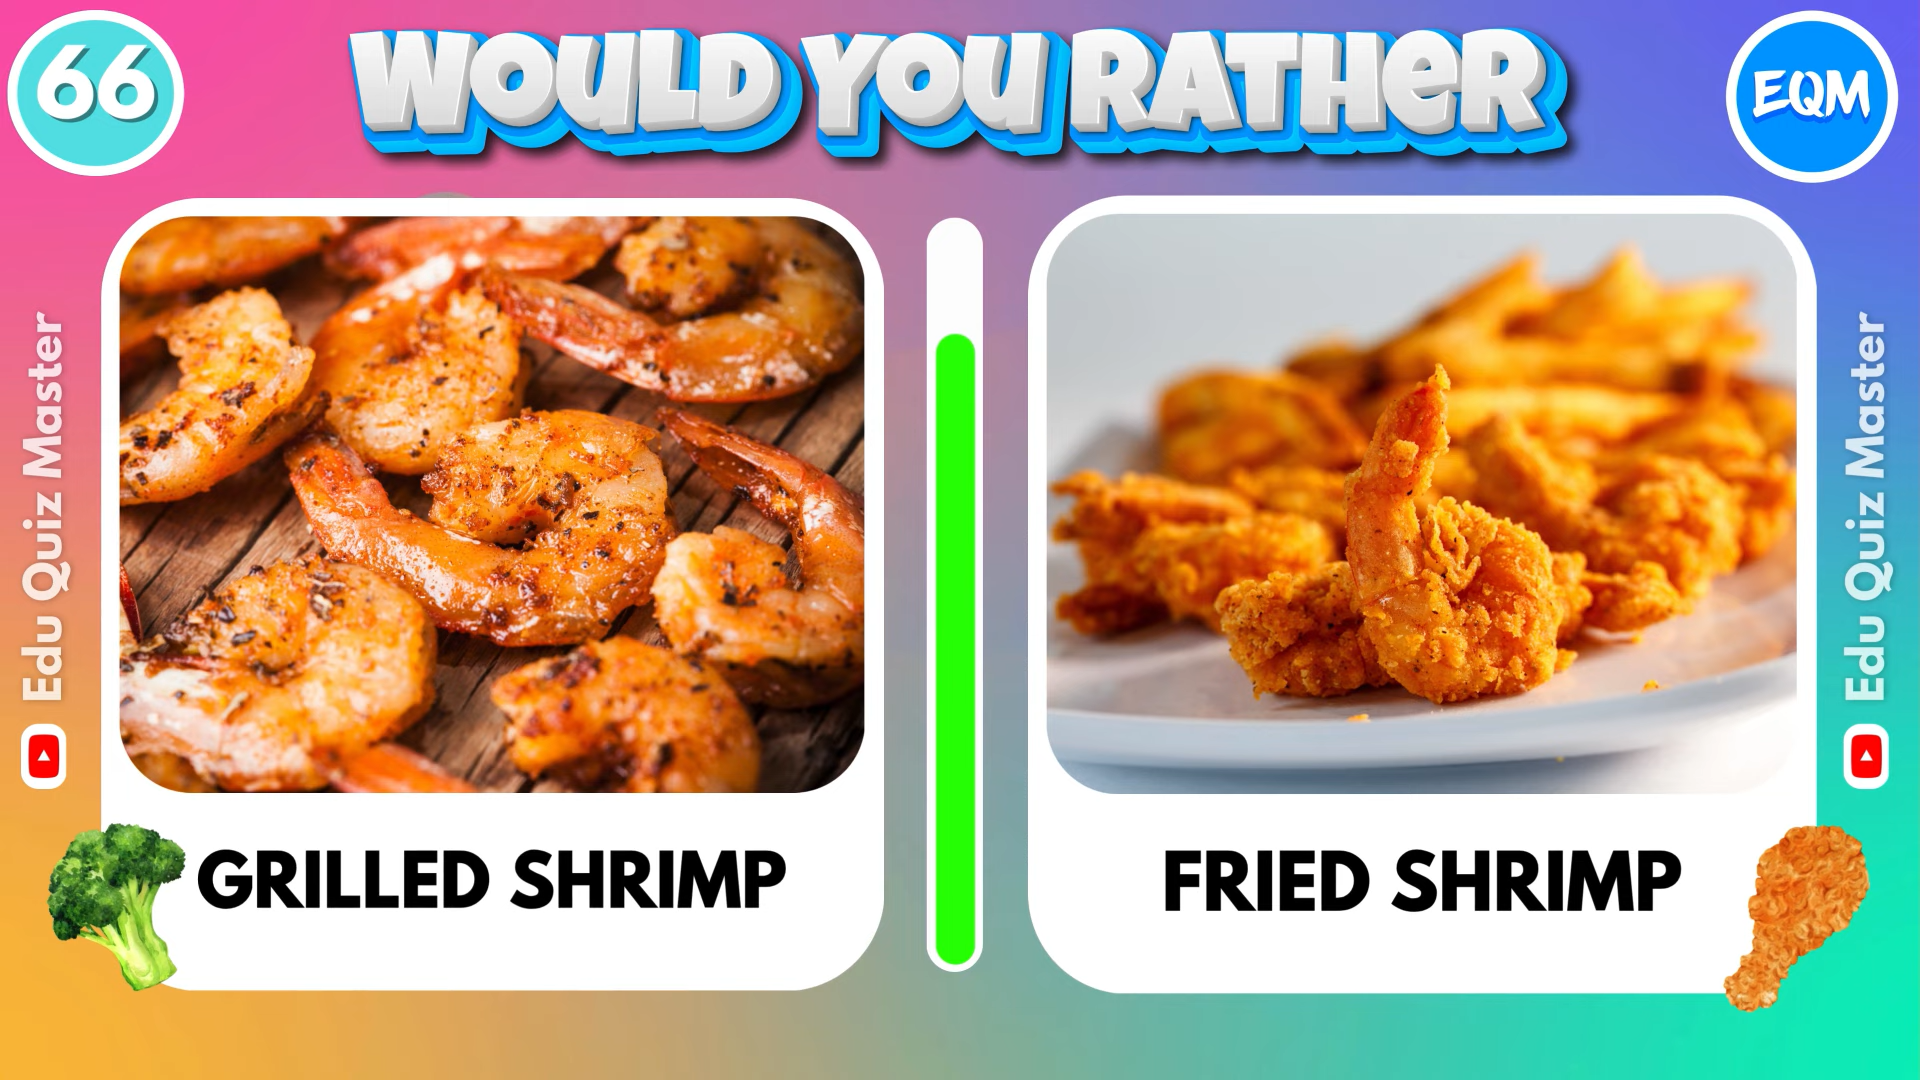 66
WOULD YOU RATHER
EQM
Edu Quiz Master
Edu Quiz Master
GRILLED SHRIMP
FRIED SHRIMP